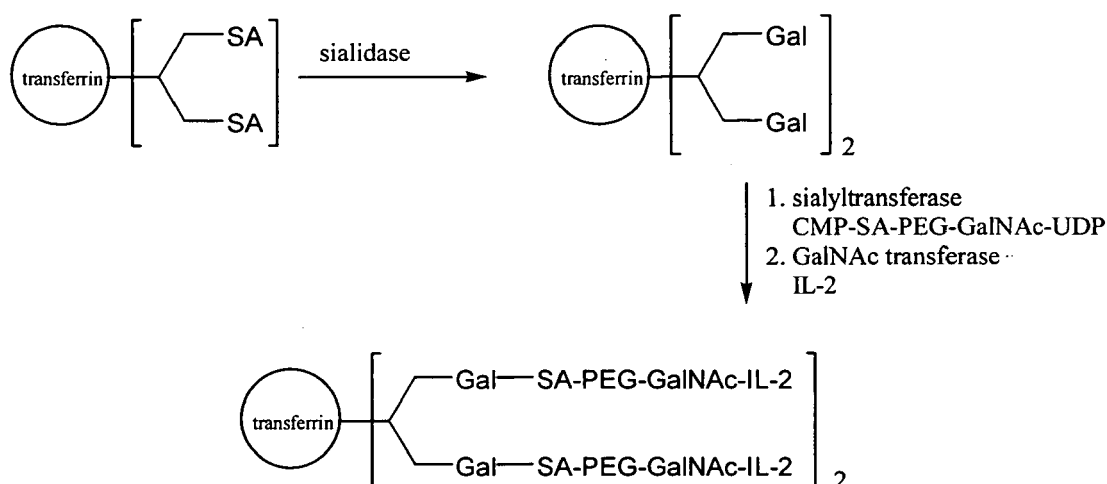 transferrin
SA
SA
sialidase
transferrin
Gal
Gal
2
1. sialyltransferase
CMP-SA-PEG-GalNAc-UDP
2. GalNAc transferase
IL-2
transferrin
Gal—SA-PEG-GalNAc-IL-2
Gal—SA-PEG-GalNAc-IL-2
2